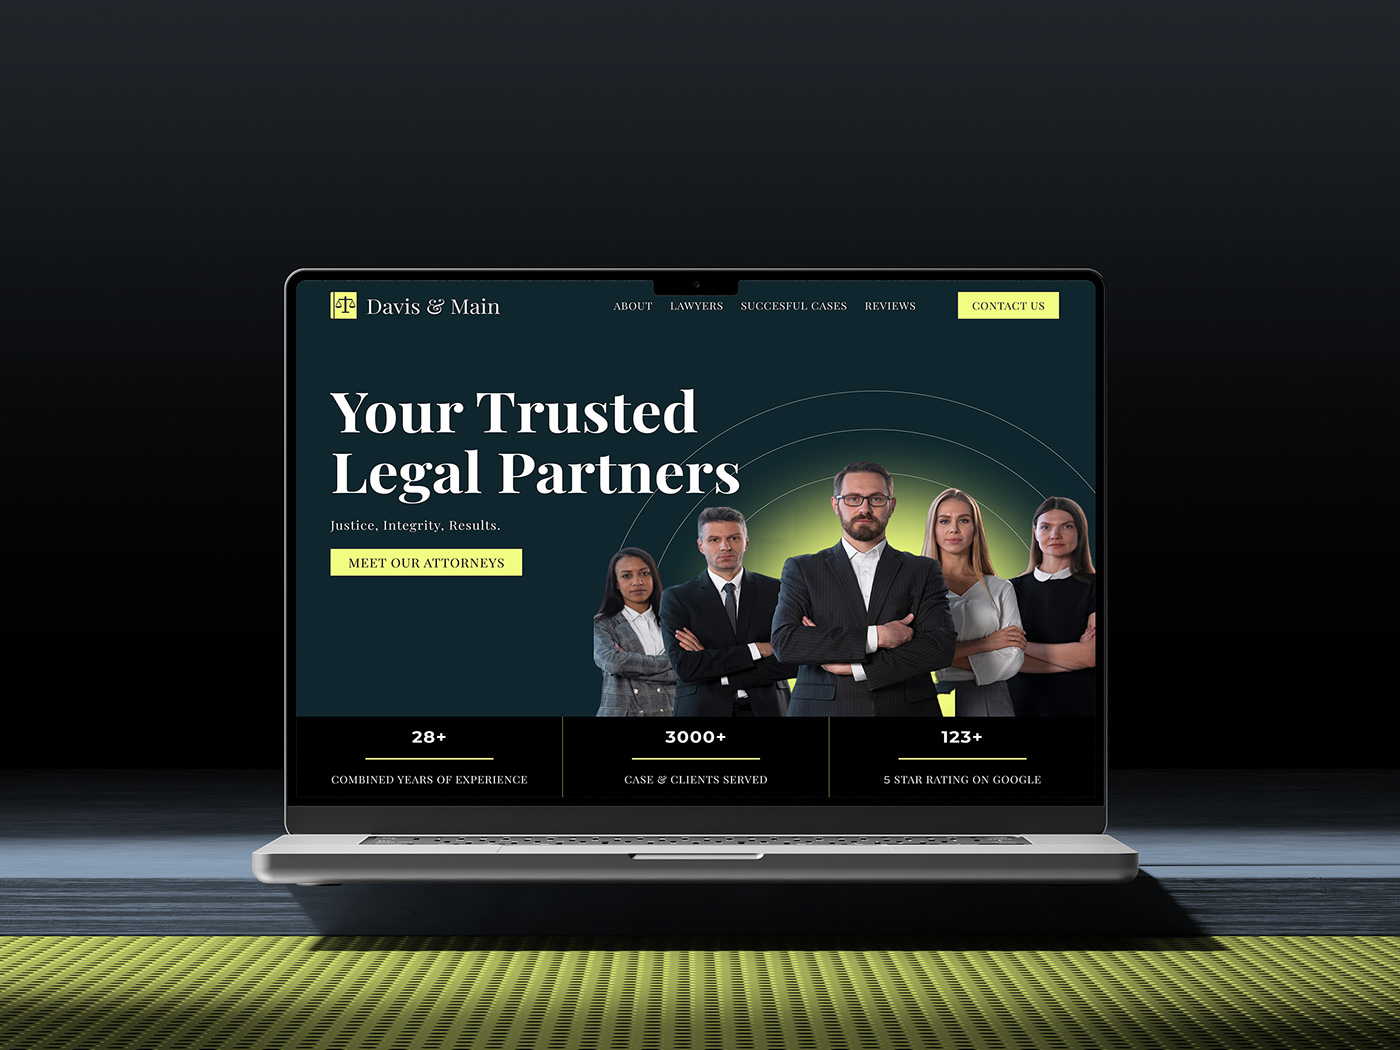 Davis & Main
ABOUT LAWYERS SUCCESFUL CASES REVIEWS CONTACT US
Your Trusted
Legal Partners
Justice, Integrity, Results.
MEET OUR ATTORNEYS
28+
COMBINED YEARS OF EXPERIENCE
3000+
CASE & CLIENTS SERVED
123+
5 STAR RATING ON GOOGLE